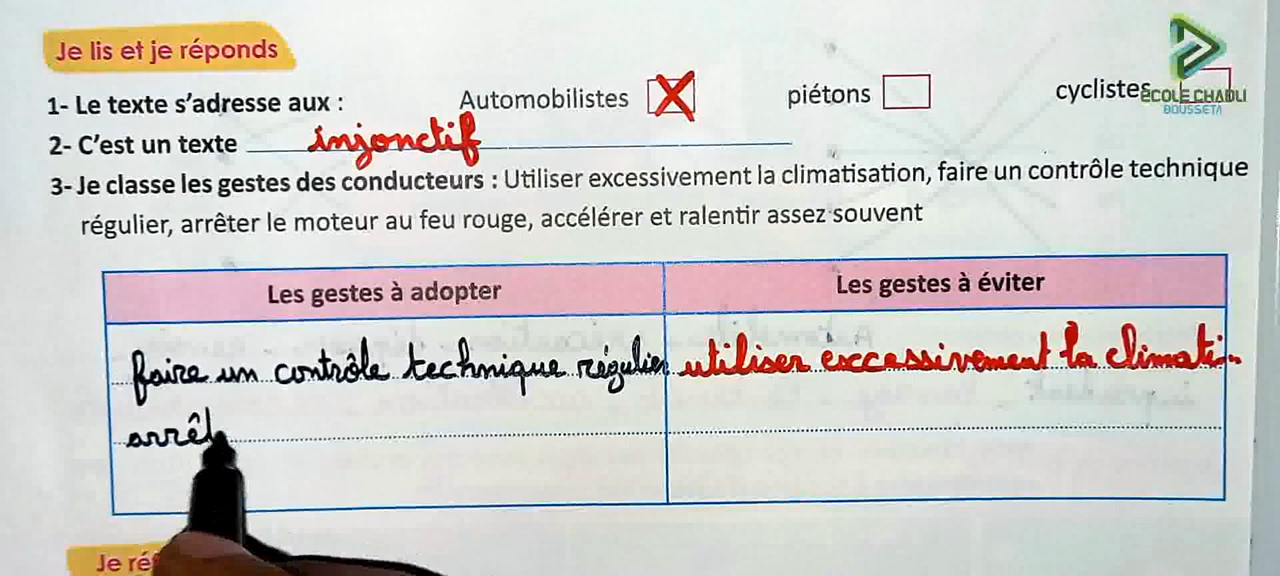 Je lis et je réponds
1- Le texte s'adresse aux : Automobilistes piétons cyclistes
ÉCOLE CHADLI
BOUSSETA
2- C'est un texte injonctif
3- Je classe les gestes des conducteurs : Utiliser excessivement la climatisation, faire un contrôle technique
régulier, arrêter le moteur au feu rouge, accélérer et ralentir assez souvent
Les gestes à adopter Les gestes à éviter
faire un contrôle technique régulier utiliser excessivement la climati..
arrêt
Je ré